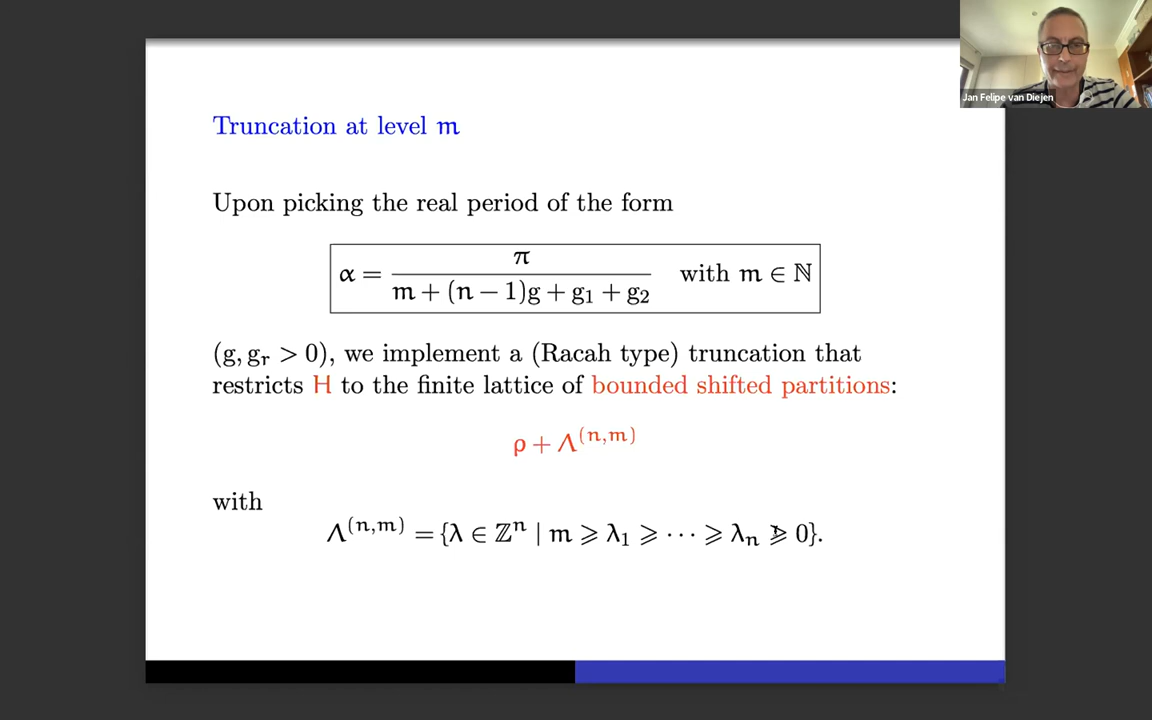 Jan Felipe van Diejen
Truncation at level m
Upon picking the real period of the form
α = π / (m + (n − 1)g + g₁ + g₂) with m ∈ ℕ
(g, gᵣ > 0), we implement a (Racah type) truncation that
restricts H to the finite lattice of bounded shifted partitions:
ρ + Λ⁽ⁿ,ᵐ⁾
with
Λ⁽ⁿ,ᵐ⁾ = {λ ∈ ℤⁿ | m ⩾ λ₁ ⩾ ⋯ ⩾ λₙ ⩾ 0}.